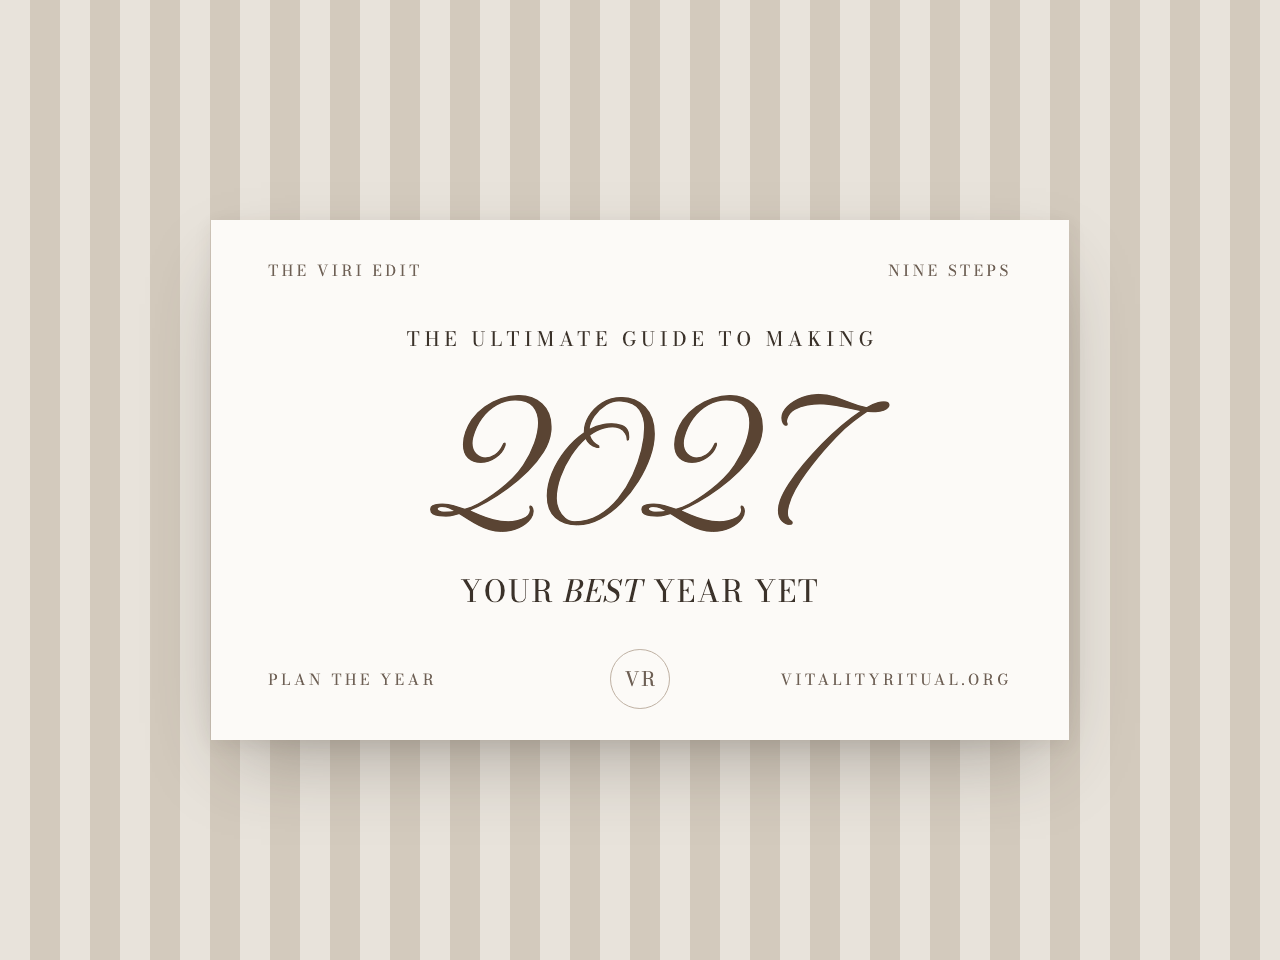 THE VIRI EDIT
NINE STEPS
THE ULTIMATE GUIDE TO MAKING
2027
YOUR BEST YEAR YET
PLAN THE YEAR
VR
VITALITYRITUAL.ORG